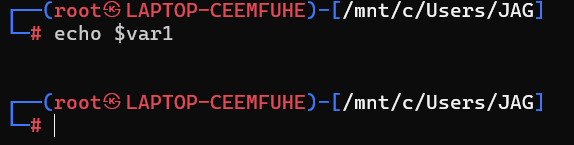 ┌──(root㉿LAPTOP-CEEMFUHE)-[/mnt/c/Users/JAG]
└─# echo $var1
┌──(root㉿LAPTOP-CEEMFUHE)-[/mnt/c/Users/JAG]
└─#